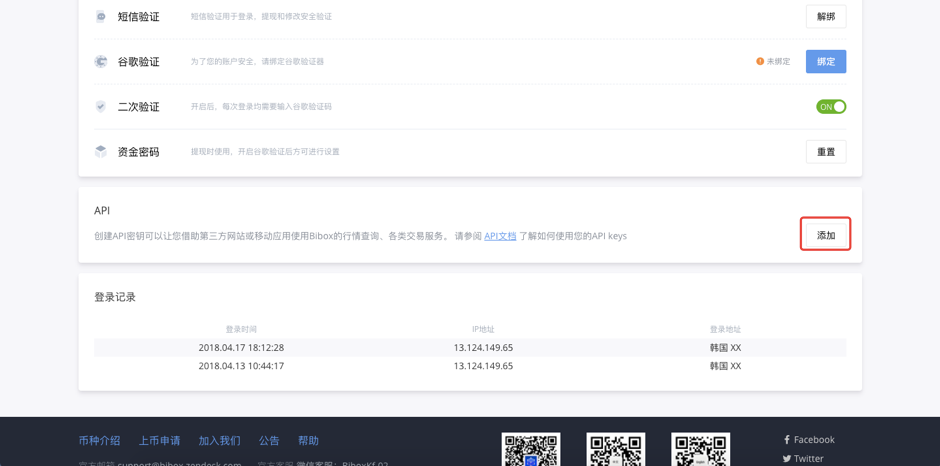 短信验证 短信验证用于登录、提现和修改安全验证 解绑
谷歌验证 为了您的账户安全，请绑定谷歌验证器 未绑定 绑定
二次验证 开启后，每次登录均需要输入谷歌验证码 ON
资金密码 提现时使用，开启谷歌验证后方可进行设置 重置
API
创建API密钥可以让您借助第三方网站或移动应用使用Bibox的行情查询、各类交易服务。 请参阅 API文档 了解如何使用您的API keys 添加
登录记录
登录时间 IP地址 登录地址
2018.04.17 18:12:28 13.124.149.65 韩国 XX
2018.04.13 10:44:17 13.124.149.65 韩国 XX
币种介绍 上币申请 加入我们 公告 帮助
Facebook
Twitter
官方邮箱 support@bibox.zendesk.com 官方客服 微信客服：BiboxKf_02